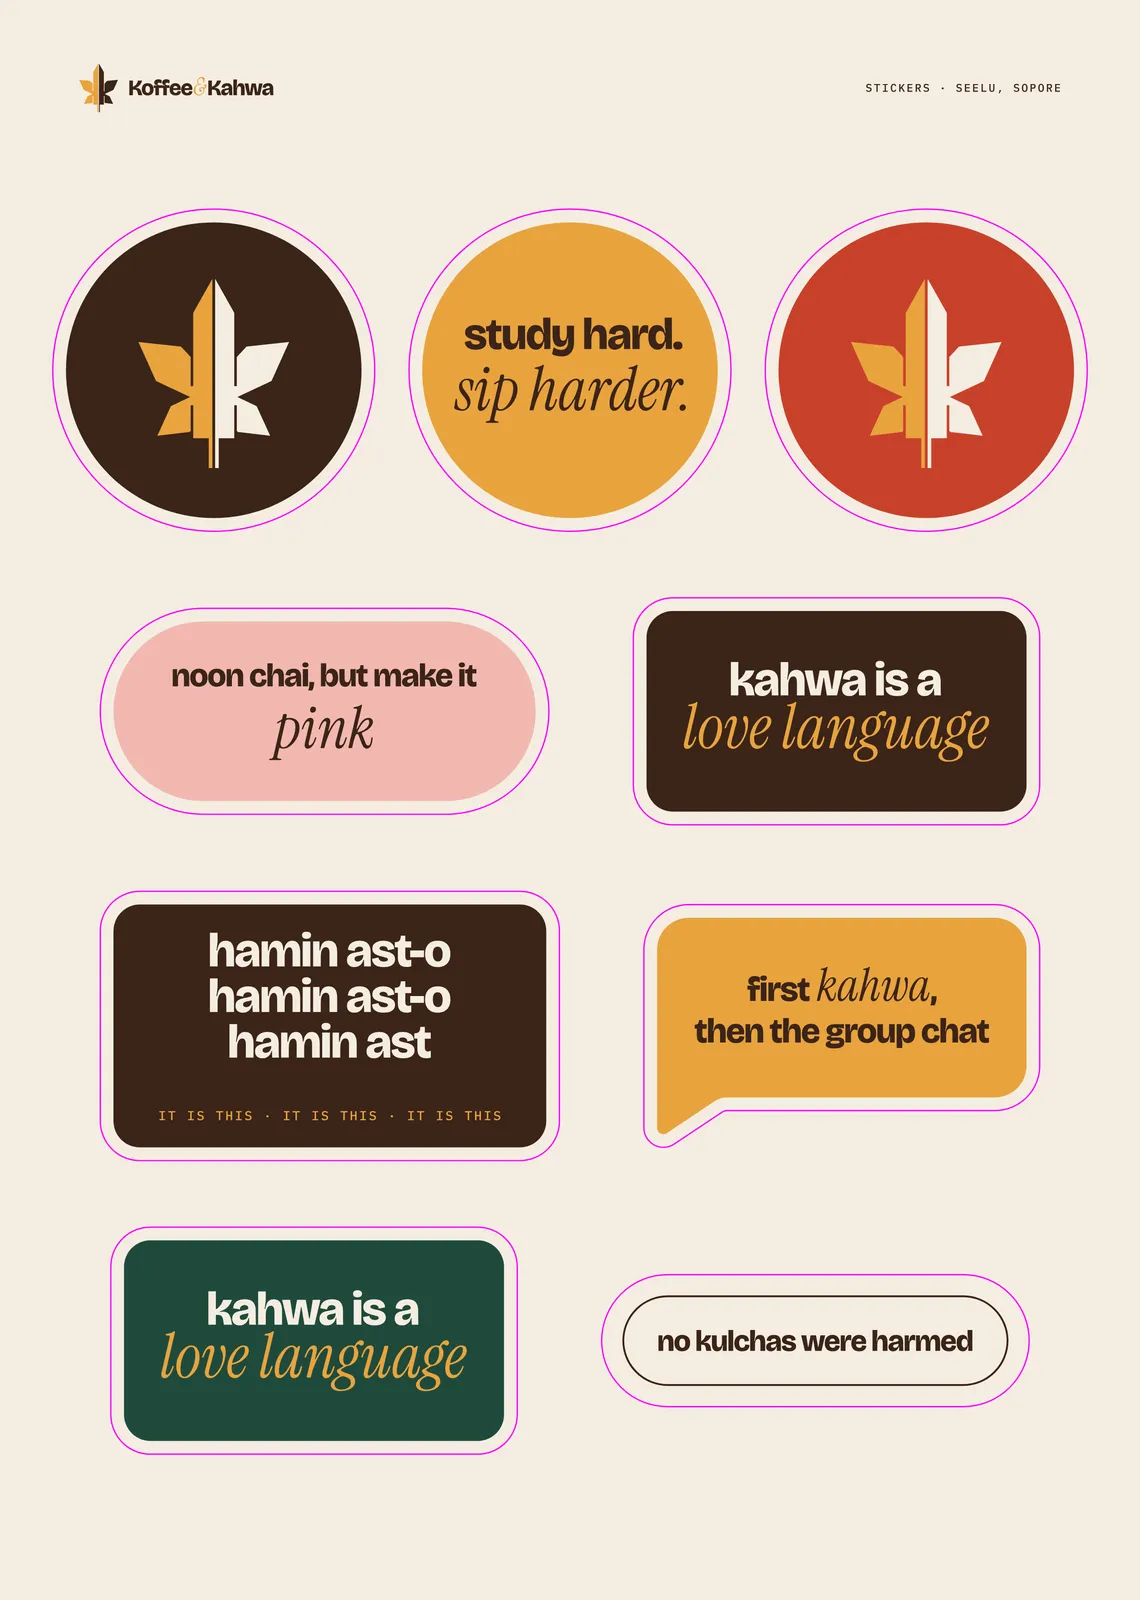 Koffee&Kahwa
STICKERS · SEELU, SOPORE
study hard.
sip harder.
noon chai, but make it
pink
kahwa is a
love language
hamin ast-o
hamin ast-o
hamin ast
IT IS THIS · IT IS THIS · IT IS THIS
first kahwa,
then the group chat
kahwa is a
love language
no kulchas were harmed